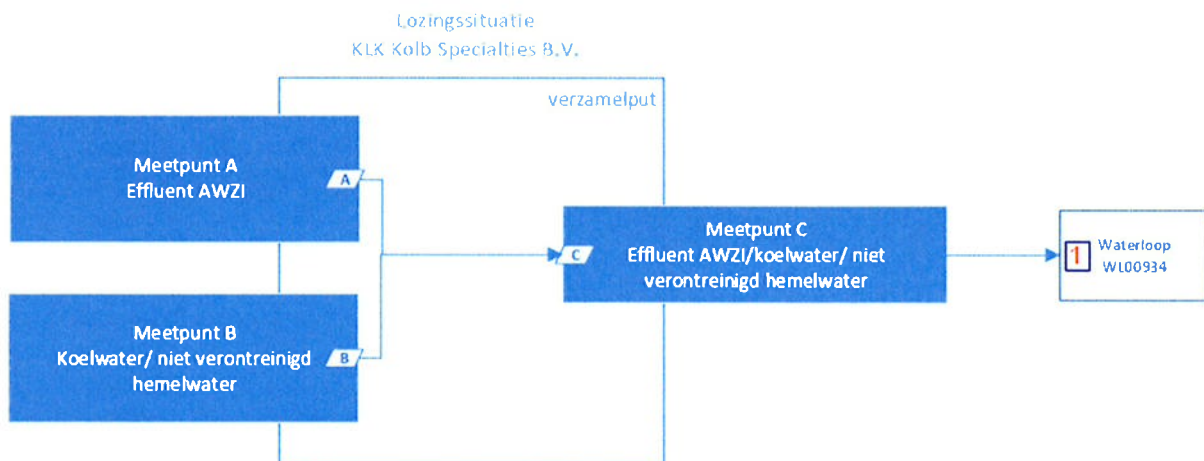 Lozingssituatie
KLK Kolb Specialties B.V.
verzamelput
Meetpunt A
Effluent AWZI
A
Meetpunt B
Koelwater/ niet verontreinigd
hemelwater
B
Meetpunt C
Effluent AWZI/koelwater/ niet
verontreinigd hemelwater
C
1
Waterloop
WL00934